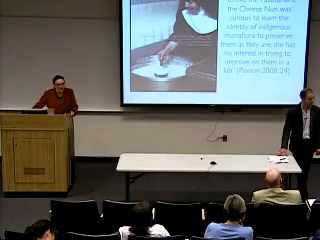 the Cheese Nun was
curious to learn the
identity of indigenous
microflora to preserve
them as they are; she has
no interest in trying to
improve on them in a
lab" (Paxson 2008: 24)